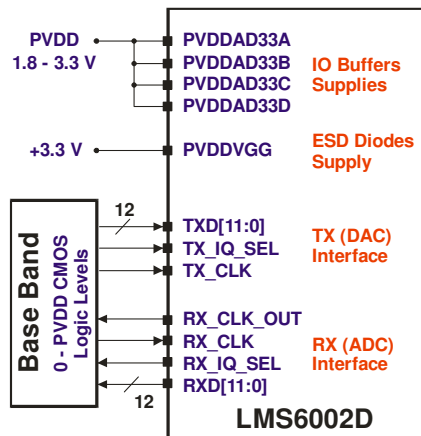 PVDD
1.8 - 3.3 V
PVDDAD33A
PVDDAD33B
PVDDAD33C
PVDDAD33D
IO Buffers
Supplies
+3.3 V
PVDDVGG
ESD Diodes
Supply
Base Band
0 - PVDD CMOS
Logic Levels
12
TXD[11:0]
TX_IQ_SEL
TX_CLK
TX (DAC)
Interface
RX_CLK_OUT
RX_CLK
RX_IQ_SEL
RXD[11:0]
12
RX (ADC)
Interface
LMS6002D